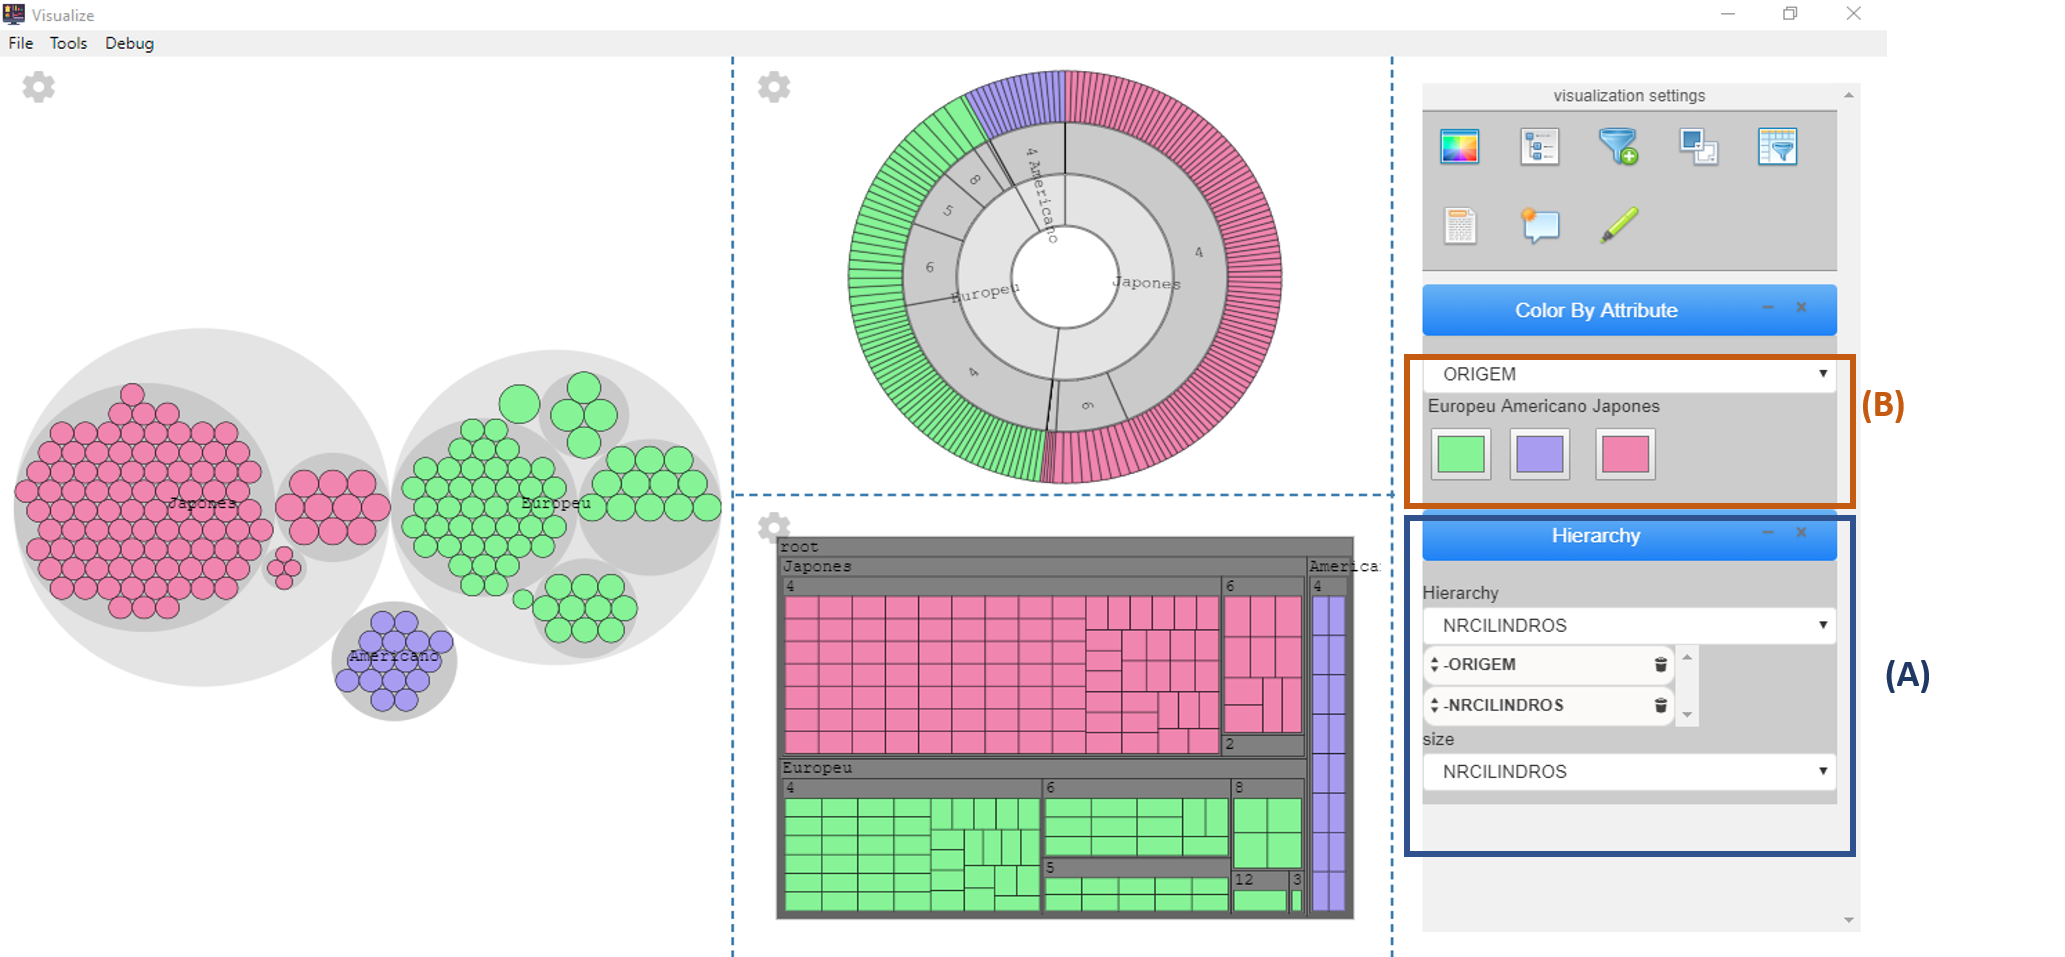 Visualize
File Tools Debug
Japones
Europeu
Americano
4
Americano
8
5
6
Europeu
4
Japones
4
6
root
Japones
America
4
6
4
2
Europeu
4
6
8
5
12
3
visualization settings
Color By Attribute
ORIGEM
Europeu Americano Japones
(B)
Hierarchy
Hierarchy
NRCILINDROS
-ORIGEM
-NRCILINDROS
size
NRCILINDROS
(A)